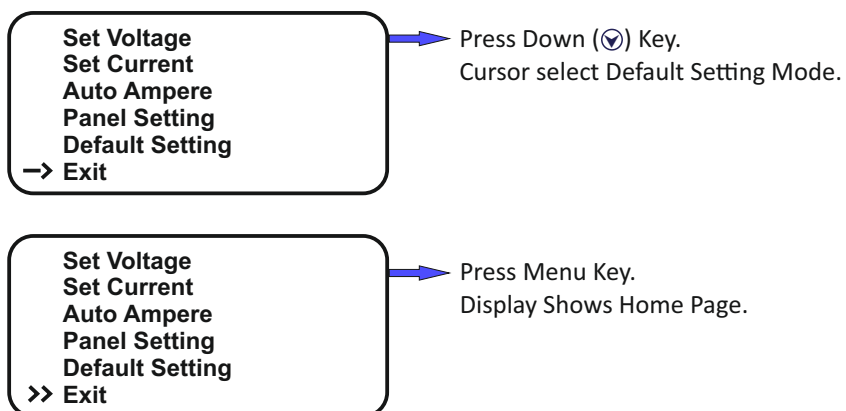 Set Voltage
Set Current
Auto Ampere
Panel Setting
Default Setting
–> Exit
Press Down (⮟) Key.
Cursor select Default Setting Mode.
Set Voltage
Set Current
Auto Ampere
Panel Setting
Default Setting
>> Exit
Press Menu Key.
Display Shows Home Page.